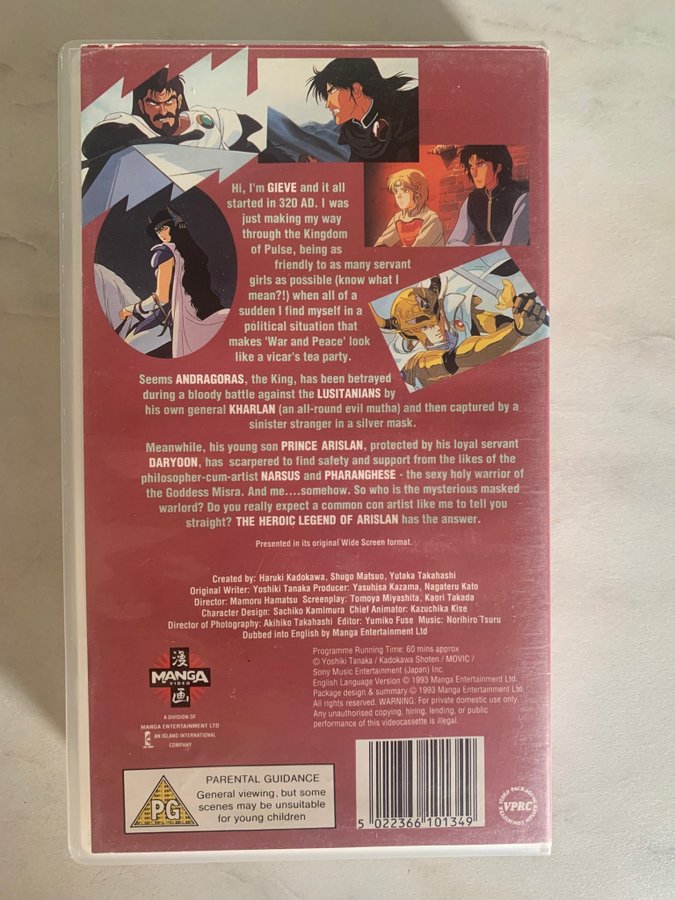 Hi, I'm GIEVE and it all
started in 320 AD. I was
just making my way
through the Kingdom
of Pulse, being as
friendly to as many servant
girls as possible (know what I
mean?!) when all of a
sudden I find myself in a
political situation that
makes 'War and Peace' look
like a vicar's tea party.
Seems ANDRAGORAS, the King, has been betrayed
during a bloody battle against the LUSITANIANS by
his own general KHARLAN (an all-round evil mutha) and then captured by a
sinister stranger in a silver mask.
Meanwhile, his young son PRINCE ARISLAN, protected by his loyal servant
DARYOON, has scarpered to find safety and support from the likes of the
philosopher-cum-artist NARSUS and PHARANGHESE - the sexy holy warrior of
the Goddess Misra. And me....somehow. So who is the mysterious masked
warlord? Do you really expect a common con artist like me to tell you
straight? THE HEROIC LEGEND OF ARISLAN has the answer.
Presented in its original Wide Screen format.
Created by: Haruki Kadokawa, Shugo Matsuo, Yutaka Takahashi
Original Writer: Yoshiki Tanaka Producer: Yasuhisa Kazama, Nagateru Kato
Director: Mamoru Hamatsu Screenplay: Tomoya Miyashita, Kaori Takada
Character Design: Sachiko Kamimura Chief Animator: Kazuchika Kise
Director of Photography: Akihiko Takahashi Editor: Yumiko Fuse Music: Norihiro Tsuru
Dubbed into English by Manga Entertainment Ltd
漫
MANGA
VIDEO
画
A DIVISION OF
MANGA ENTERTAINMENT LTD
AN ISLAND INTERNATIONAL
COMPANY
Programme Running Time: 60 mins approx
© Yoshiki Tanaka / Kadokawa Shoten / MOVIC /
Sony Music Entertainment (Japan) Inc.
English Language Version © 1993 Manga Entertainment Ltd.
Package design & summary © 1993 Manga Entertainment Ltd.
All rights reserved. WARNING: For private domestic use only
Any unauthorised copying, hiring, lending, or public
performance of this videocassette is illegal.
PG
PARENTAL GUIDANCE
General viewing, but some
scenes may be unsuitable
for young children
5 022366 101349
VIDEO PACKAGING REVIEW COMMITTEE
VPRC